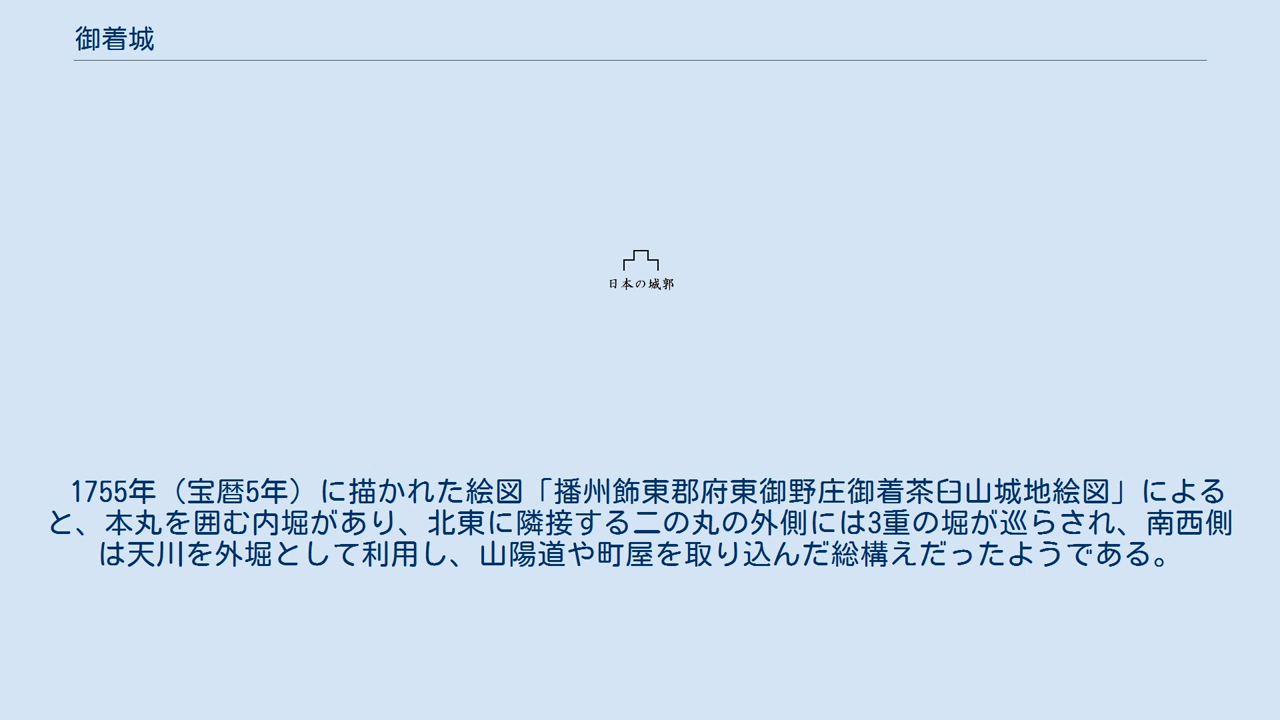 御着城
日本の城郭
1755年（宝暦5年）に描かれた絵図「播州飾東郡府東御野庄御着茶臼山城地絵図」による
と、本丸を囲む内堀があり、北東に隣接する二の丸の外側には3重の堀が巡らされ、南西側
は天川を外堀として利用し、山陽道や町屋を取り込んだ総構えだったようである。